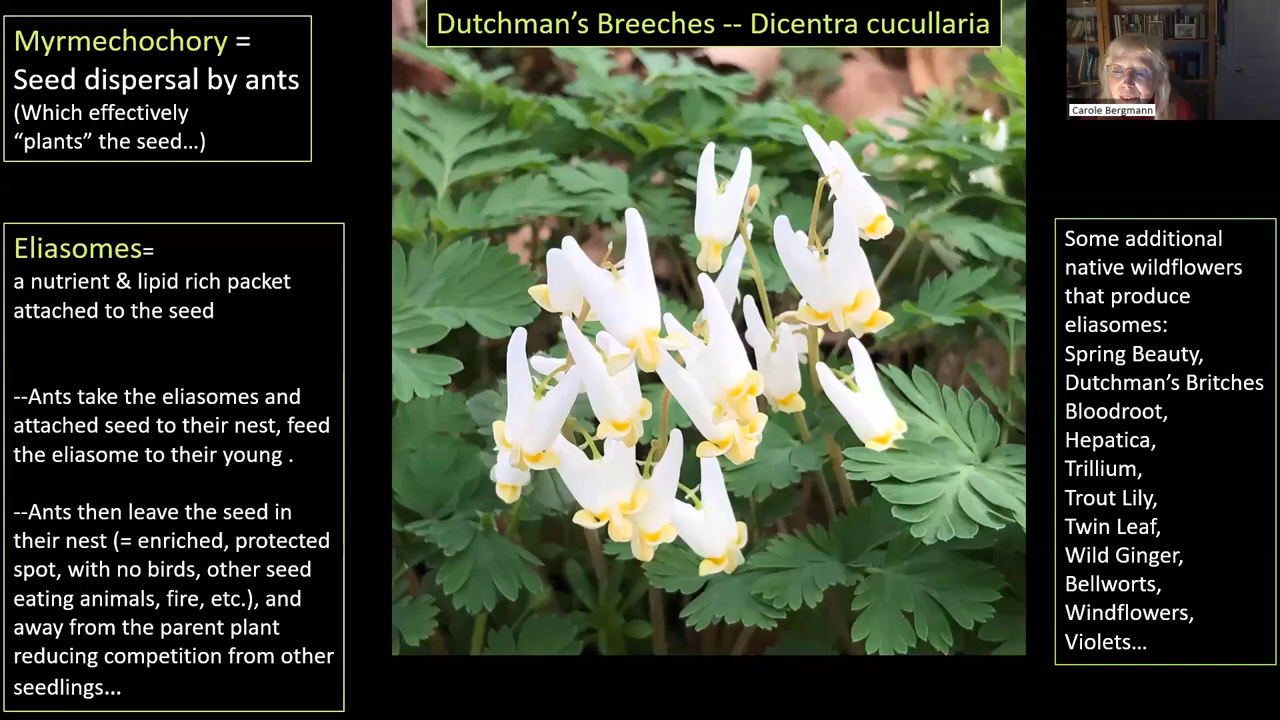 Myrmechochory =
Seed dispersal by ants
(Which effectively
“plants” the seed…)
Eliasomes=
a nutrient & lipid rich packet
attached to the seed
--Ants take the eliasomes and
attached seed to their nest, feed
the eliasome to their young .
--Ants then leave the seed in
their nest (= enriched, protected
spot, with no birds, other seed
eating animals, fire, etc.), and
away from the parent plant
reducing competition from other
seedlings…
Dutchman’s Breeches -- Dicentra cucullaria
Carole Bergmann
Some additional
native wildflowers
that produce
eliasomes:
Spring Beauty,
Dutchman’s Britches
Bloodroot,
Hepatica,
Trillium,
Trout Lily,
Twin Leaf,
Wild Ginger,
Bellworts,
Windflowers,
Violets…